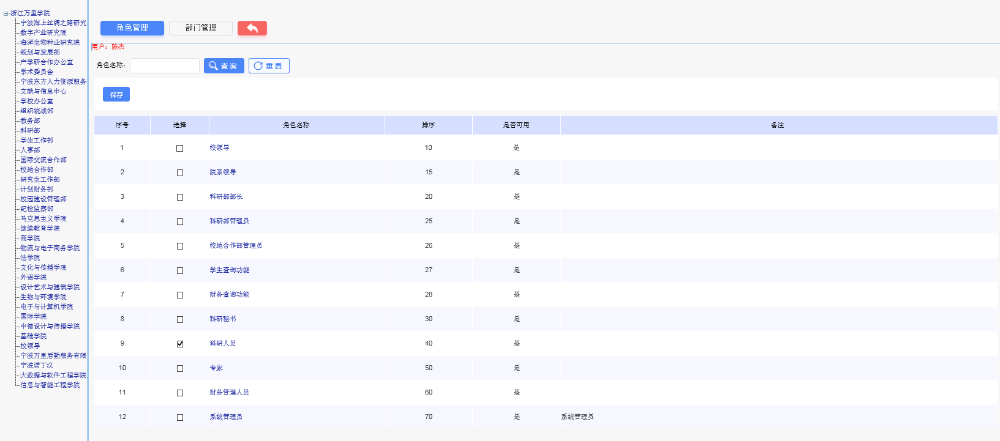 浙江万里学院
宁波海上丝绸之路研究
数字产业研究院
海洋生物种业研究院
规划与发展部
产学研合作办公室
学术委员会
宁波东方人力资源服务
文献与信息中心
学校办公室
组织统战部
教务部
科研部
学生工作部
人事部
国际交流合作部
校地合作部
研究生工作部
计划财务部
校园建设管理部
纪检监察部
马克思主义学院
继续教育学院
商学院
物流与电子商务学院
法学院
文化与传播学院
外语学院
设计艺术与建筑学院
生物与环境学院
电子与计算机学院
国际学院
中德设计与传播学院
基础学院
校领导
宁波万里后勤服务有限
宁波诺丁汉
大数据与软件工程学院
信息与智能工程学院
角色管理 部门管理
用户：陈杰
角色名称： 查询 重置
保存
序号 选择 角色名称 排序 是否可用 备注
1 校领导 10 是
2 院系领导 15 是
3 科研部部长 20 是
4 科研部管理员 25 是
5 校地合作部管理员 26 是
6 学生查询功能 27 是
7 财务查询功能 28 是
8 科研秘书 30 是
9 科研人员 40 是
10 专家 50 是
11 财务管理人员 60 是
12 系统管理员 70 是 系统管理员